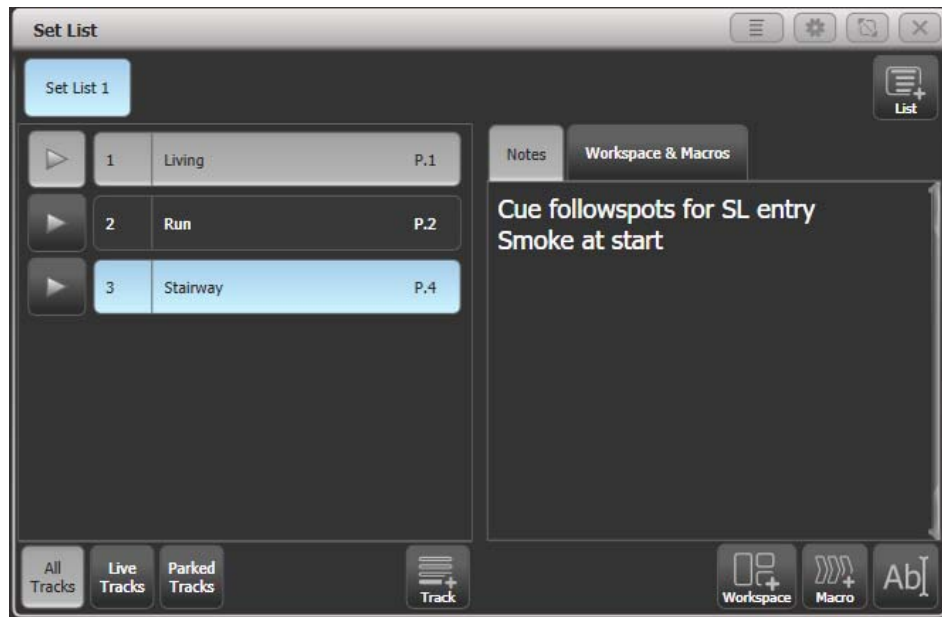 Set List
Set List 1
List
1 Living P.1
2 Run P.2
3 Stairway P.4
Notes
Workspace & Macros
Cue followspots for SL entry
Smoke at start
All
Tracks
Live
Tracks
Parked
Tracks
Track
Workspace
Macro
Ab